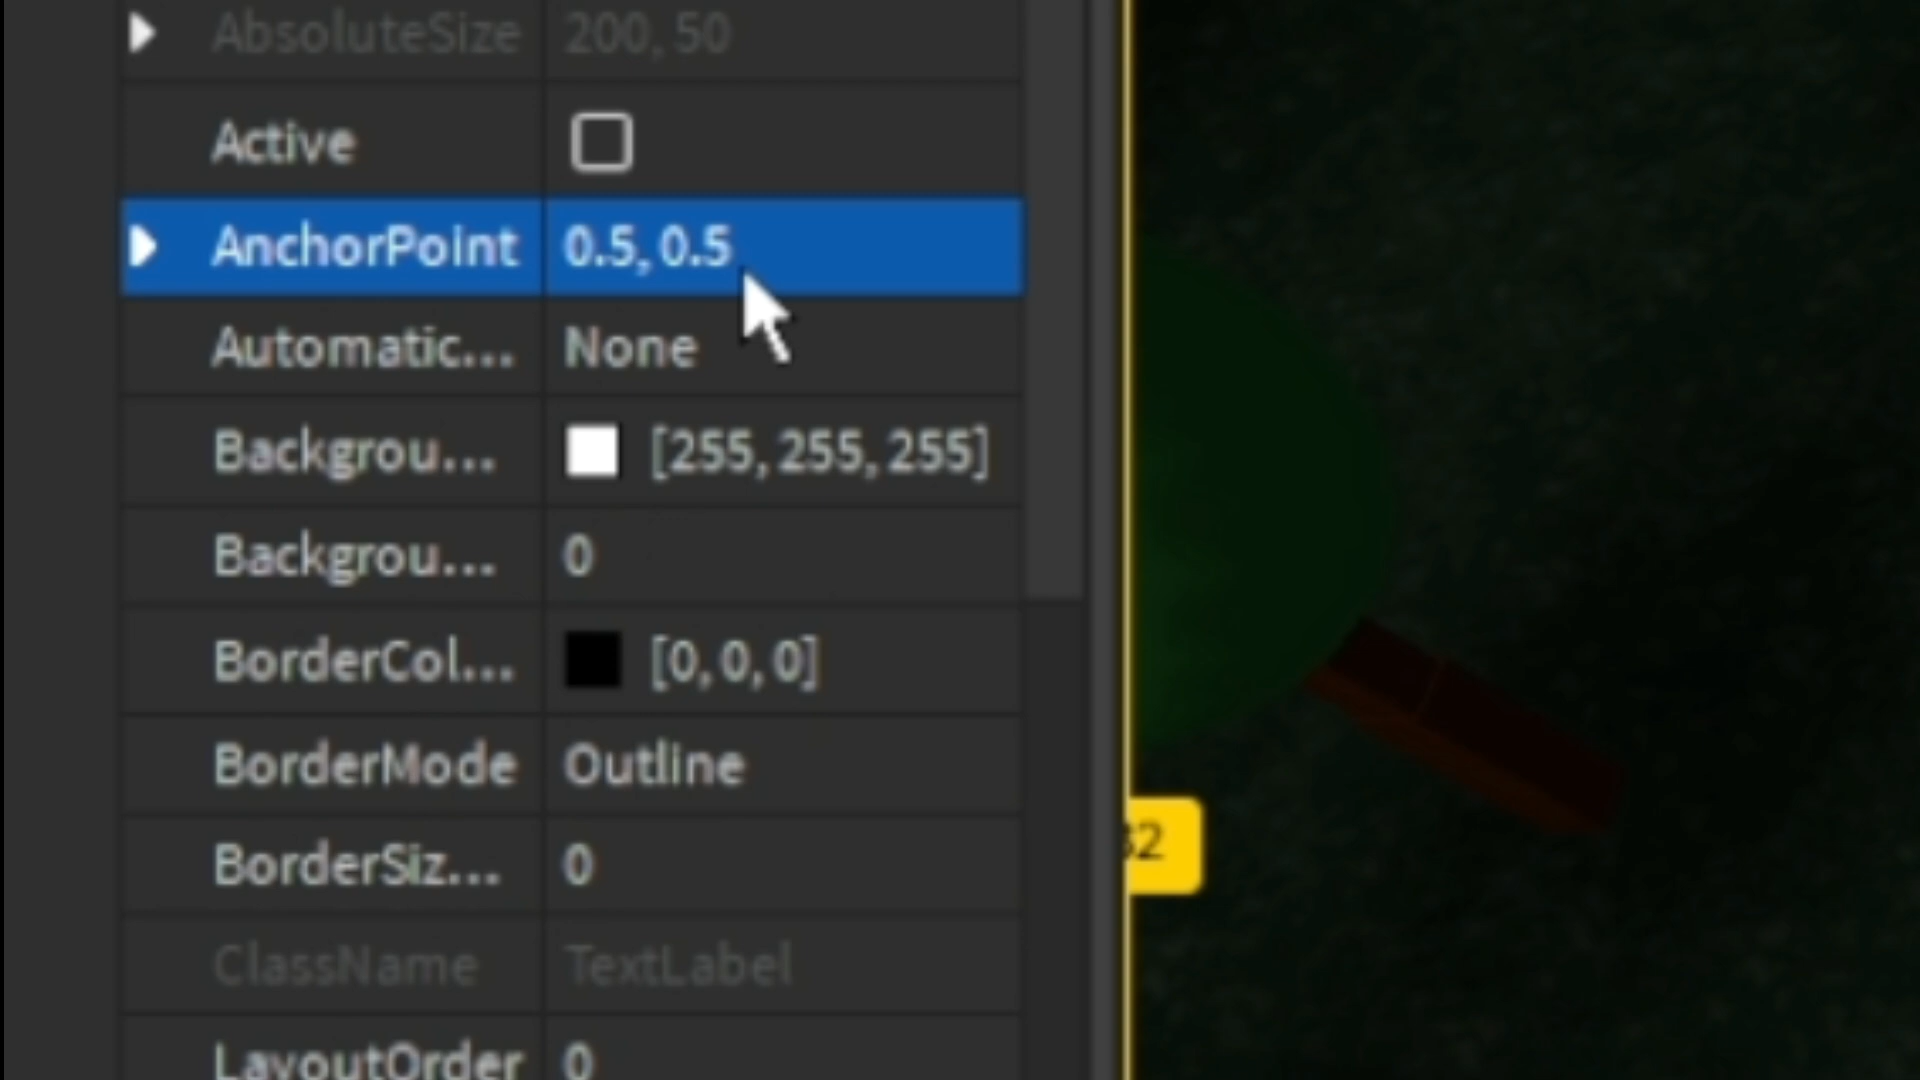 AbsoluteSize 200, 50
Active
AnchorPoint 0.5, 0.5
Automatic... None
Backgrou... [255, 255, 255]
Backgrou... 0
BorderCol... [0, 0, 0]
BorderMode Outline
32
BorderSiz... 0
ClassName TextLabel
LayoutOrder 0